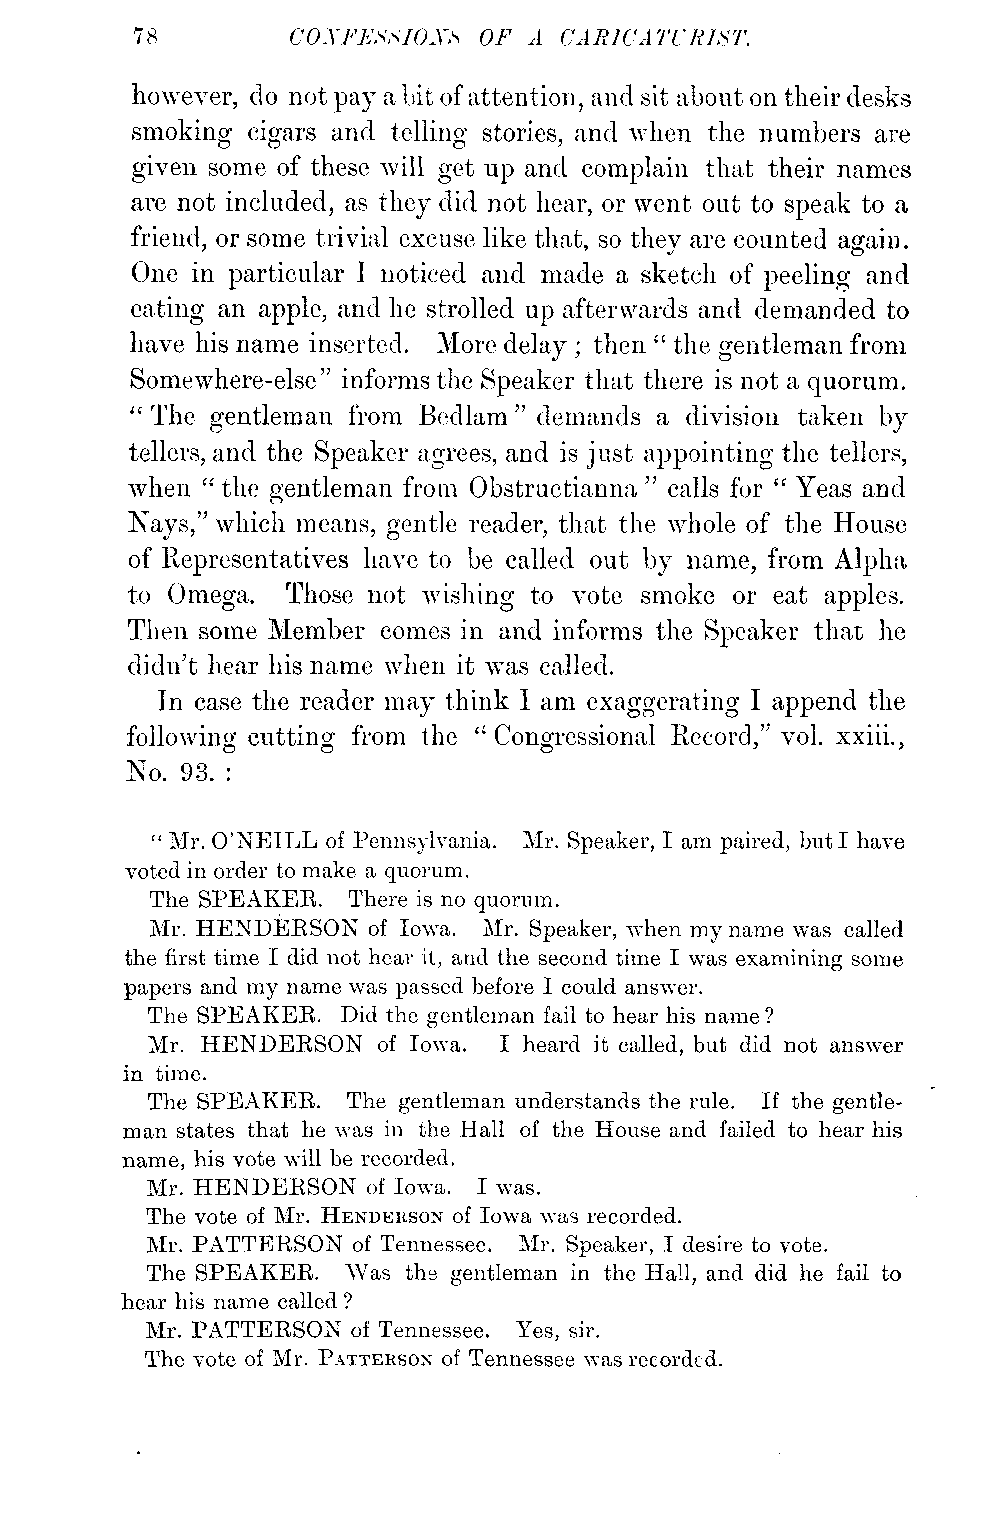 78 CONFESSIONS OF A CARICATURIST.
however, do not pay a bit of attention, and sit about on their desks
smoking cigars and telling stories, and when the numbers are
given some of these will get up and complain that their names
are not included, as they did not hear, or went out to speak to a
friend, or some trivial excuse like that, so they are counted again.
One in particular I noticed and made a sketch of peeling and
eating an apple, and he strolled up afterwards and demanded to
have his name inserted. More delay ; then “ the gentleman from
Somewhere-else” informs the Speaker that there is not a quorum.
“ The gentleman from Bedlam ” demands a division taken by
tellers, and the Speaker agrees, and is just appointing the tellers,
when “ the gentleman from Obstructianna ” calls for “ Yeas and
Nays,” which means, gentle reader, that the whole of the House
of Representatives have to be called out by name, from Alpha
to Omega. Those not wishing to vote smoke or eat apples.
Then some Member comes in and informs the Speaker that he
didn’t hear his name when it was called.
In case the reader may think I am exaggerating I append the
following cutting from the “ Congressional Record,” vol. xxiii.,
No. 93. :
“ Mr. O’NEILL of Pennsylvania. Mr. Speaker, I am paired, but I have
voted in order to make a quorum.
The SPEAKER. There is no quorum.
Mr. HENDERSON of Iowa. Mr. Speaker, when my name was called
the first time I did not hear it, and the second time I was examining some
papers and my name was passed before I could answer.
The SPEAKER. Did the gentleman fail to hear his name ?
Mr. HENDERSON of Iowa. I heard it called, but did not answer
in time.
The SPEAKER. The gentleman understands the rule. If the gentle-
man states that he was in the Hall of the House and failed to hear his
name, his vote will be recorded.
Mr. HENDERSON of Iowa. I was.
The vote of Mr. HENDERSON of Iowa was recorded.
Mr. PATTERSON of Tennessee. Mr. Speaker, I desire to vote.
The SPEAKER. Was the gentleman in the Hall, and did he fail to
hear his name called ?
Mr. PATTERSON of Tennessee. Yes, sir.
The vote of Mr. PATTERSON of Tennessee was recorded.